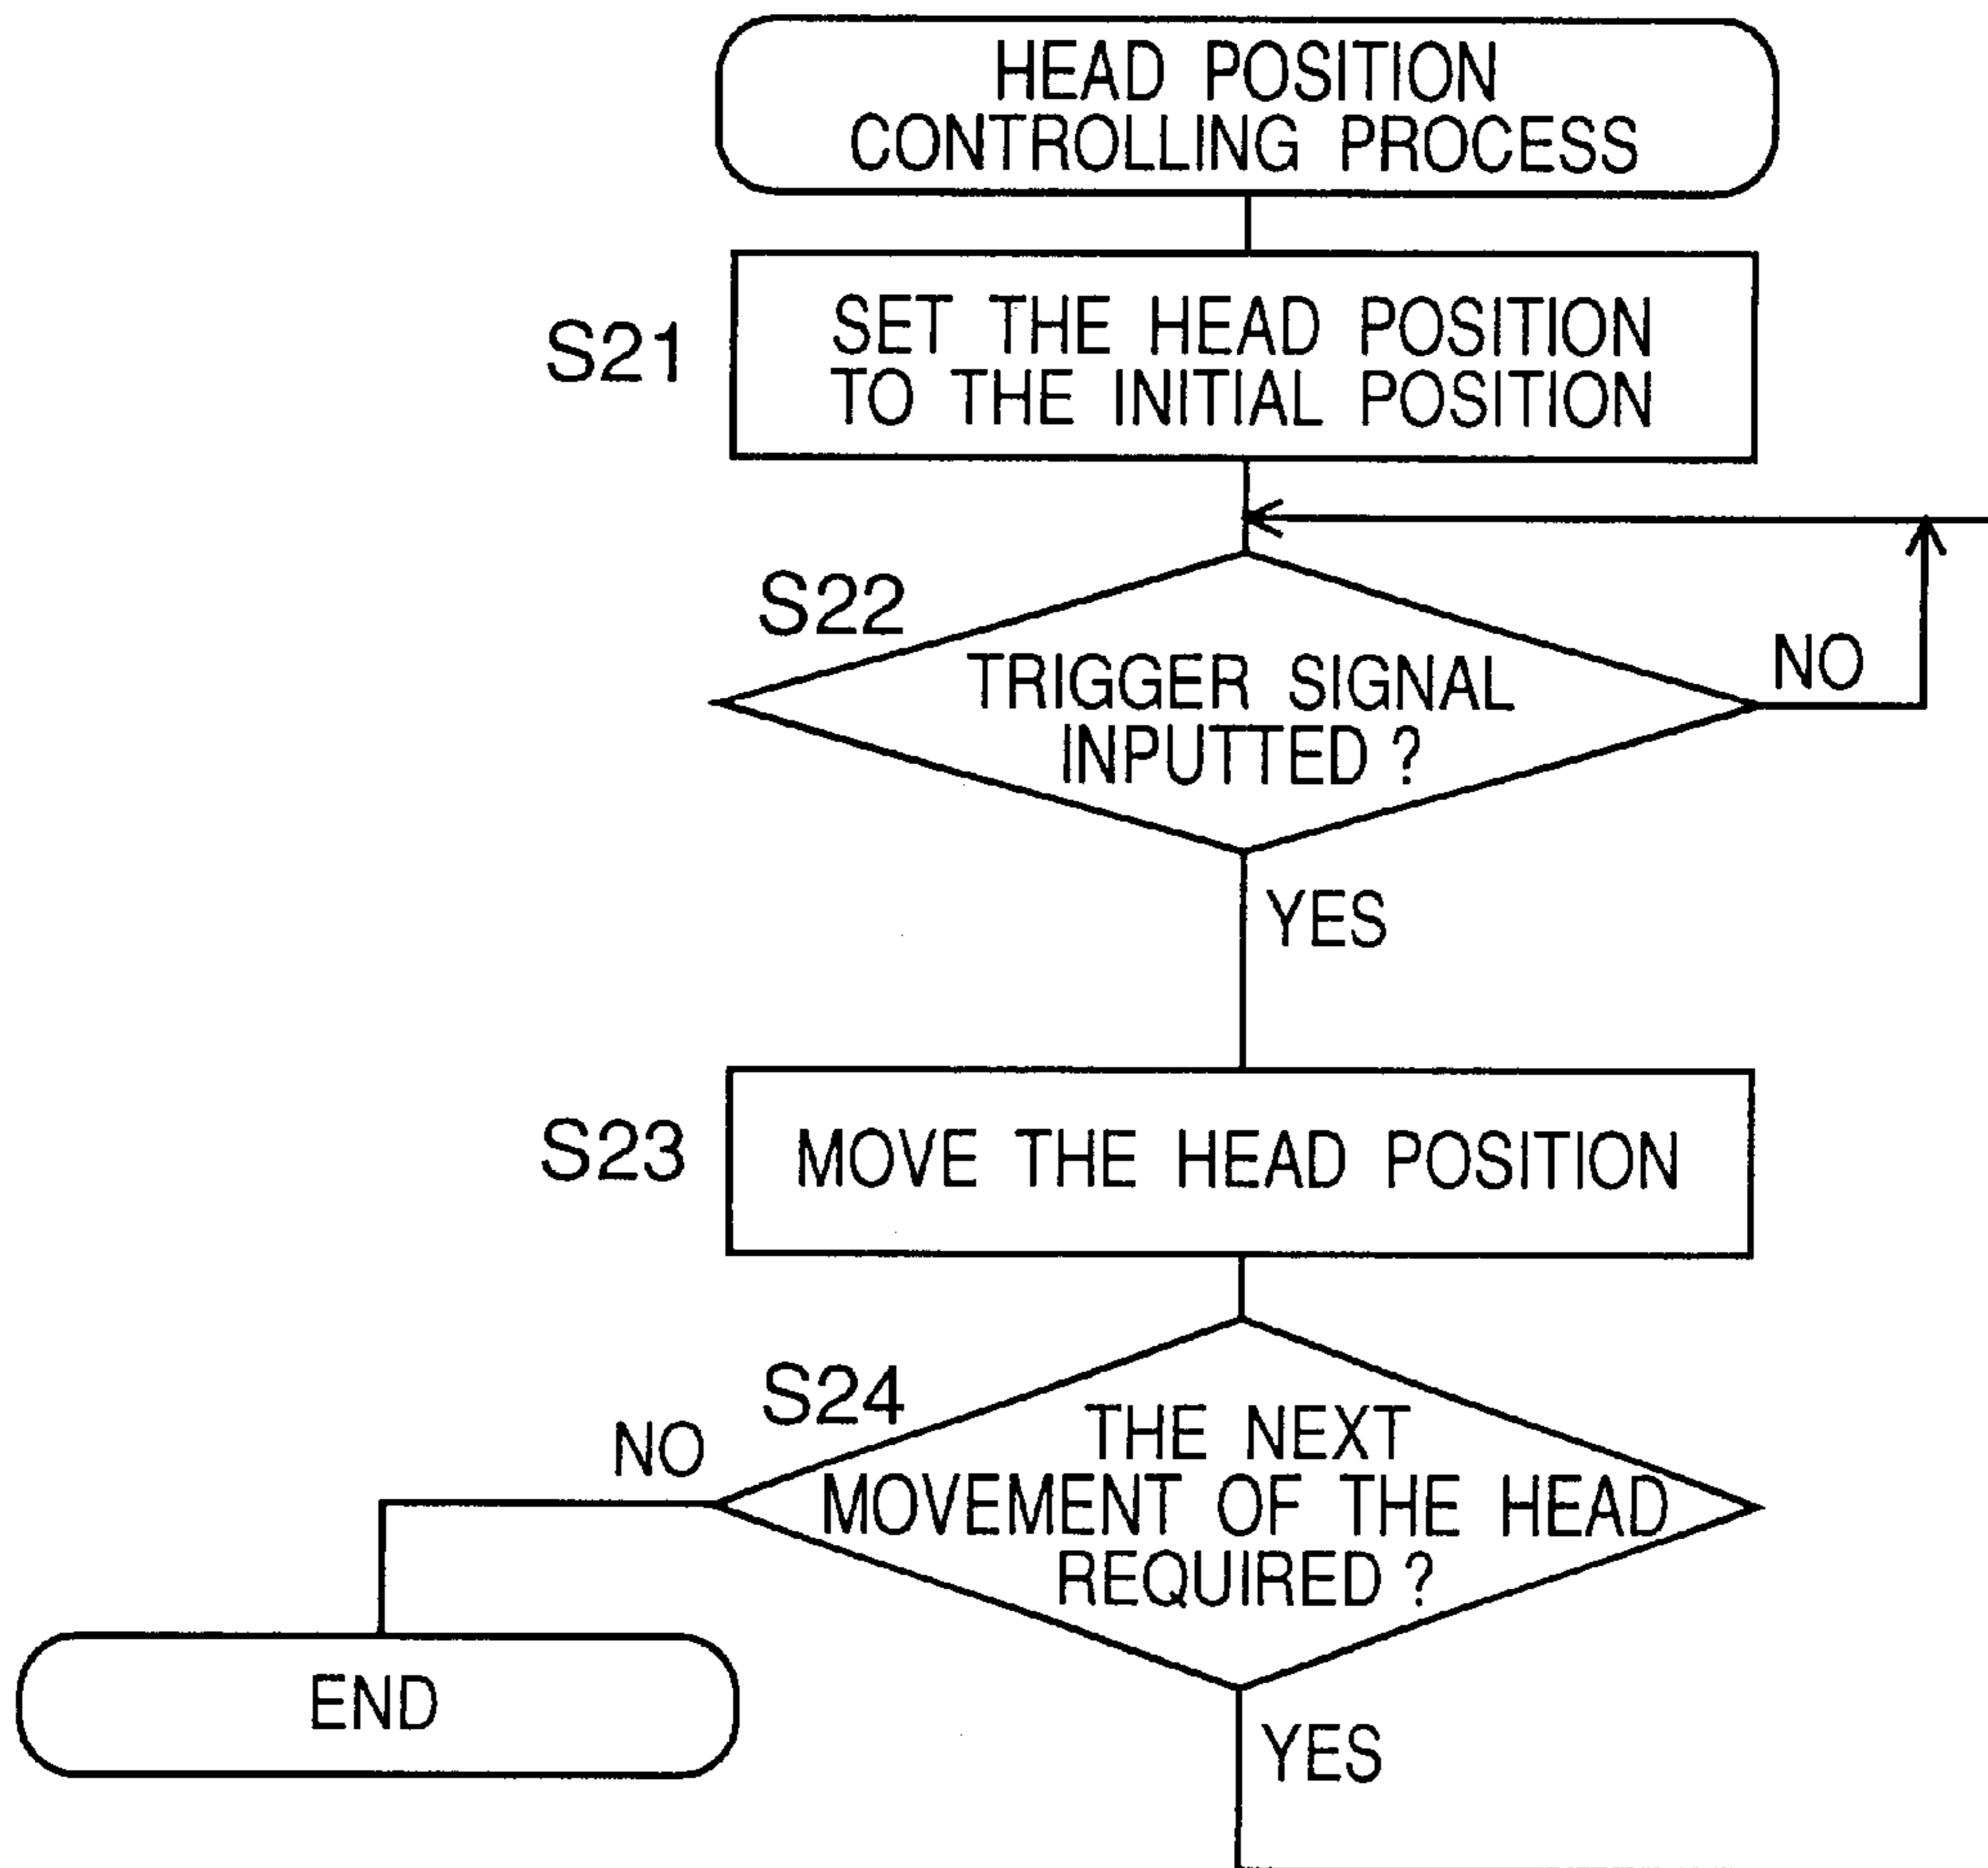 HEAD POSITION
CONTROLLING PROCESS
S21
SET THE HEAD POSITION
TO THE INITIAL POSITION
S22
TRIGGER SIGNAL
INPUTTED ?
NO
YES
S23
MOVE THE HEAD POSITION
S24
NO
THE NEXT
MOVEMENT OF THE HEAD
REQUIRED ?
END
YES